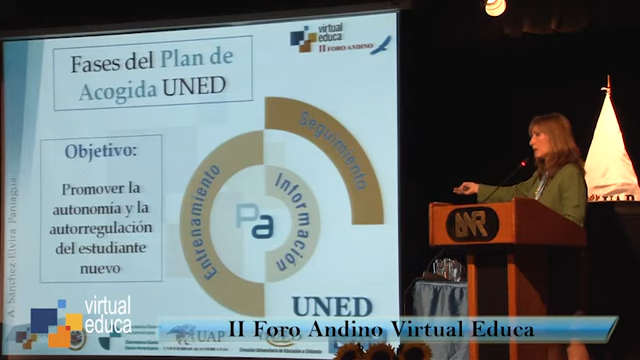 virtual
educa
II FORO ANDINO
Fases del Plan de
Acogida UNED
Objetivo:
Promover la
autonomía y la
autorregulación
del estudiante
nuevo
Entrenamiento
Información
Seguimiento
Pa
UNED
A. Sánchez-Elvira Paniagua
virtual
educa
UAP
II Foro Andino Virtual Educa